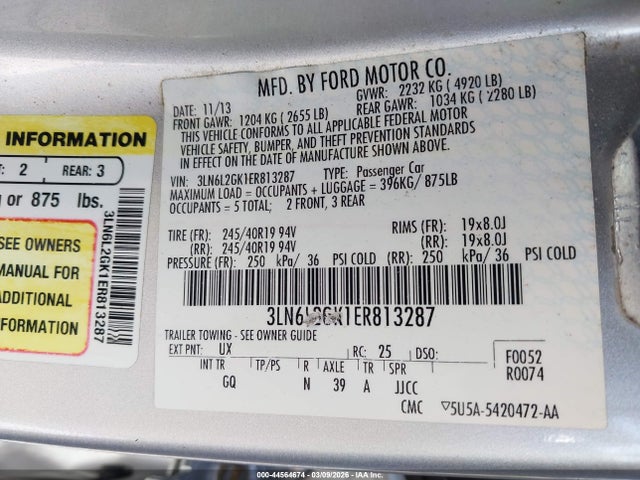 INFORMATION
: 2 REAR: 3
g or 875 lbs.
SEE OWNERS
MANUAL FOR
ADDITIONAL
INFORMATION
3LN6L2GK1ER813287
MFD. BY FORD MOTOR CO.
DATE: 11/13 GVWR: 2232 KG ( 4920 LB)
FRONT GAWR: 1204 KG ( 2655 LB) REAR GAWR: 1034 KG ( 2280 LB)
THIS VEHICLE CONFORMS TO ALL APPLICABLE FEDERAL MOTOR
VEHICLE SAFETY, BUMPER, AND THEFT PREVENTION STANDARDS
IN EFFECT ON THE DATE OF MANUFACTURE SHOWN ABOVE.
VIN: 3LN6L2GK1ER813287 TYPE: Passenger Car
MAXIMUM LOAD = OCCUPANTS + LUGGAGE = 396KG/ 875LB
OCCUPANTS = 5 TOTAL; 2 FRONT, 3 REAR
TIRE (FR): 245/40R19 94V RIMS (FR): 19x8.0J
(RR): 245/40R19 94V (RR): 19x8.0J
PRESSURE (FR): 250 kPa/ 36 PSI COLD (RR): 250 kPa/ 36 PSI COLD
3LN6L2GK1ER813287
TRAILER TOWING - SEE OWNER GUIDE
EXT PNT: UX RC: 25 DSO: F0052
INT TR TP/PS R AXLE TR SPR R0074
GQ N 39 A JJCC
CMC ▽5U5A-5420472-AA
000-44564674 - 03/09/2026 - IAA, Inc.